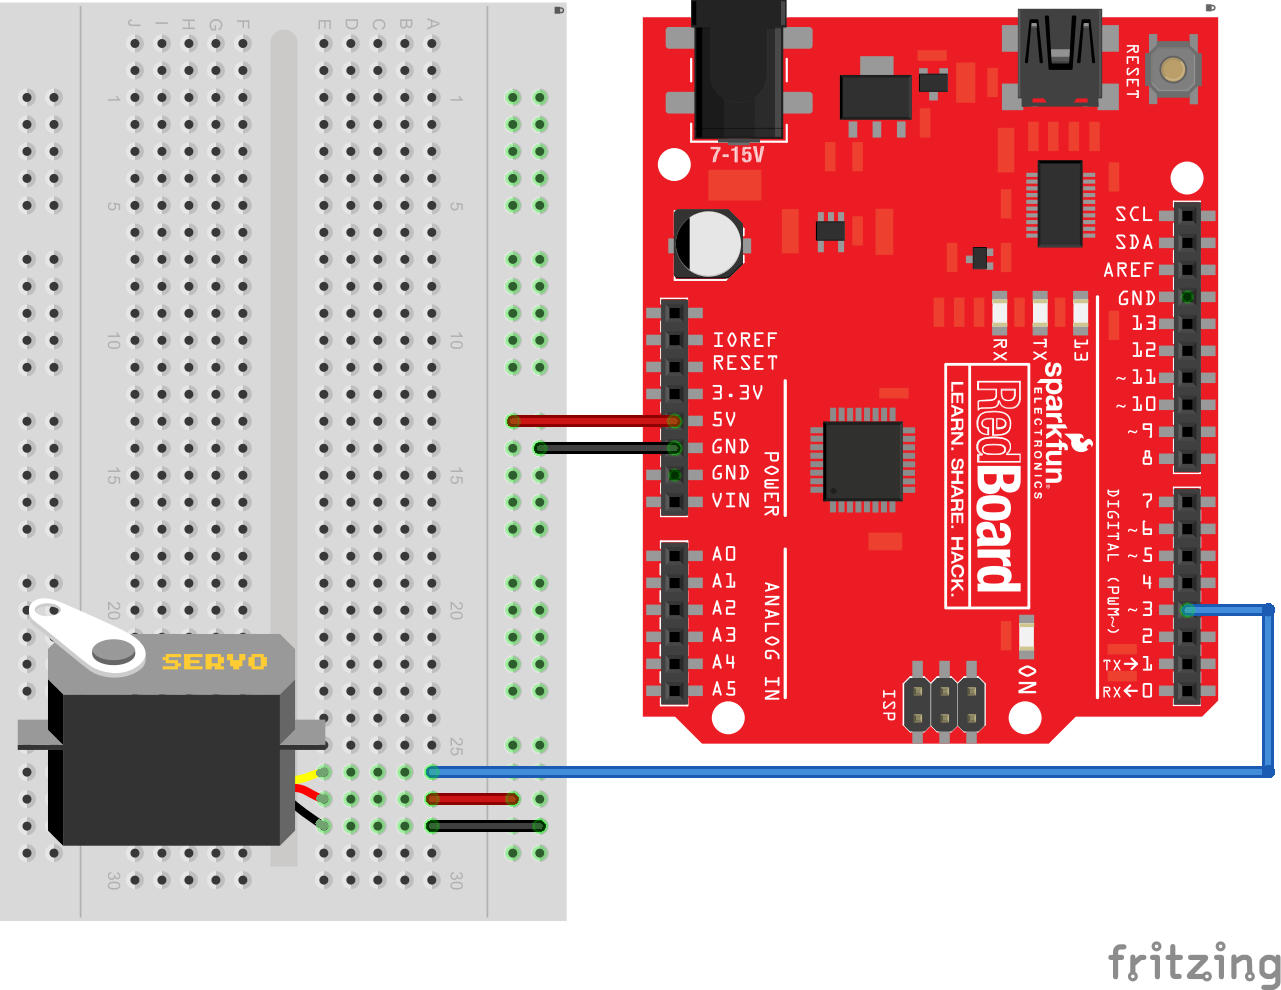 J I H G F E D C B A
1 1
5 5
10 10
15 15
20 20
25
30 30
SERVO
7-15V
RESET
IOREF
RESET
3.3V
5V
GND
GND
VIN
POWER
A0
A1
A2
A3
A4
A5
ANALOG IN
RX
TX
13
sparkfun
ELECTRONICS
RedBoard
LEARN. SHARE. HACK.
ISP
ON
SCL
SDA
AREF
GND
13
12
~11
~10
~9
8
7
~6
~5
4
~3
2
TX→1
RX←0
DIGITAL (PWM~)
fritzing